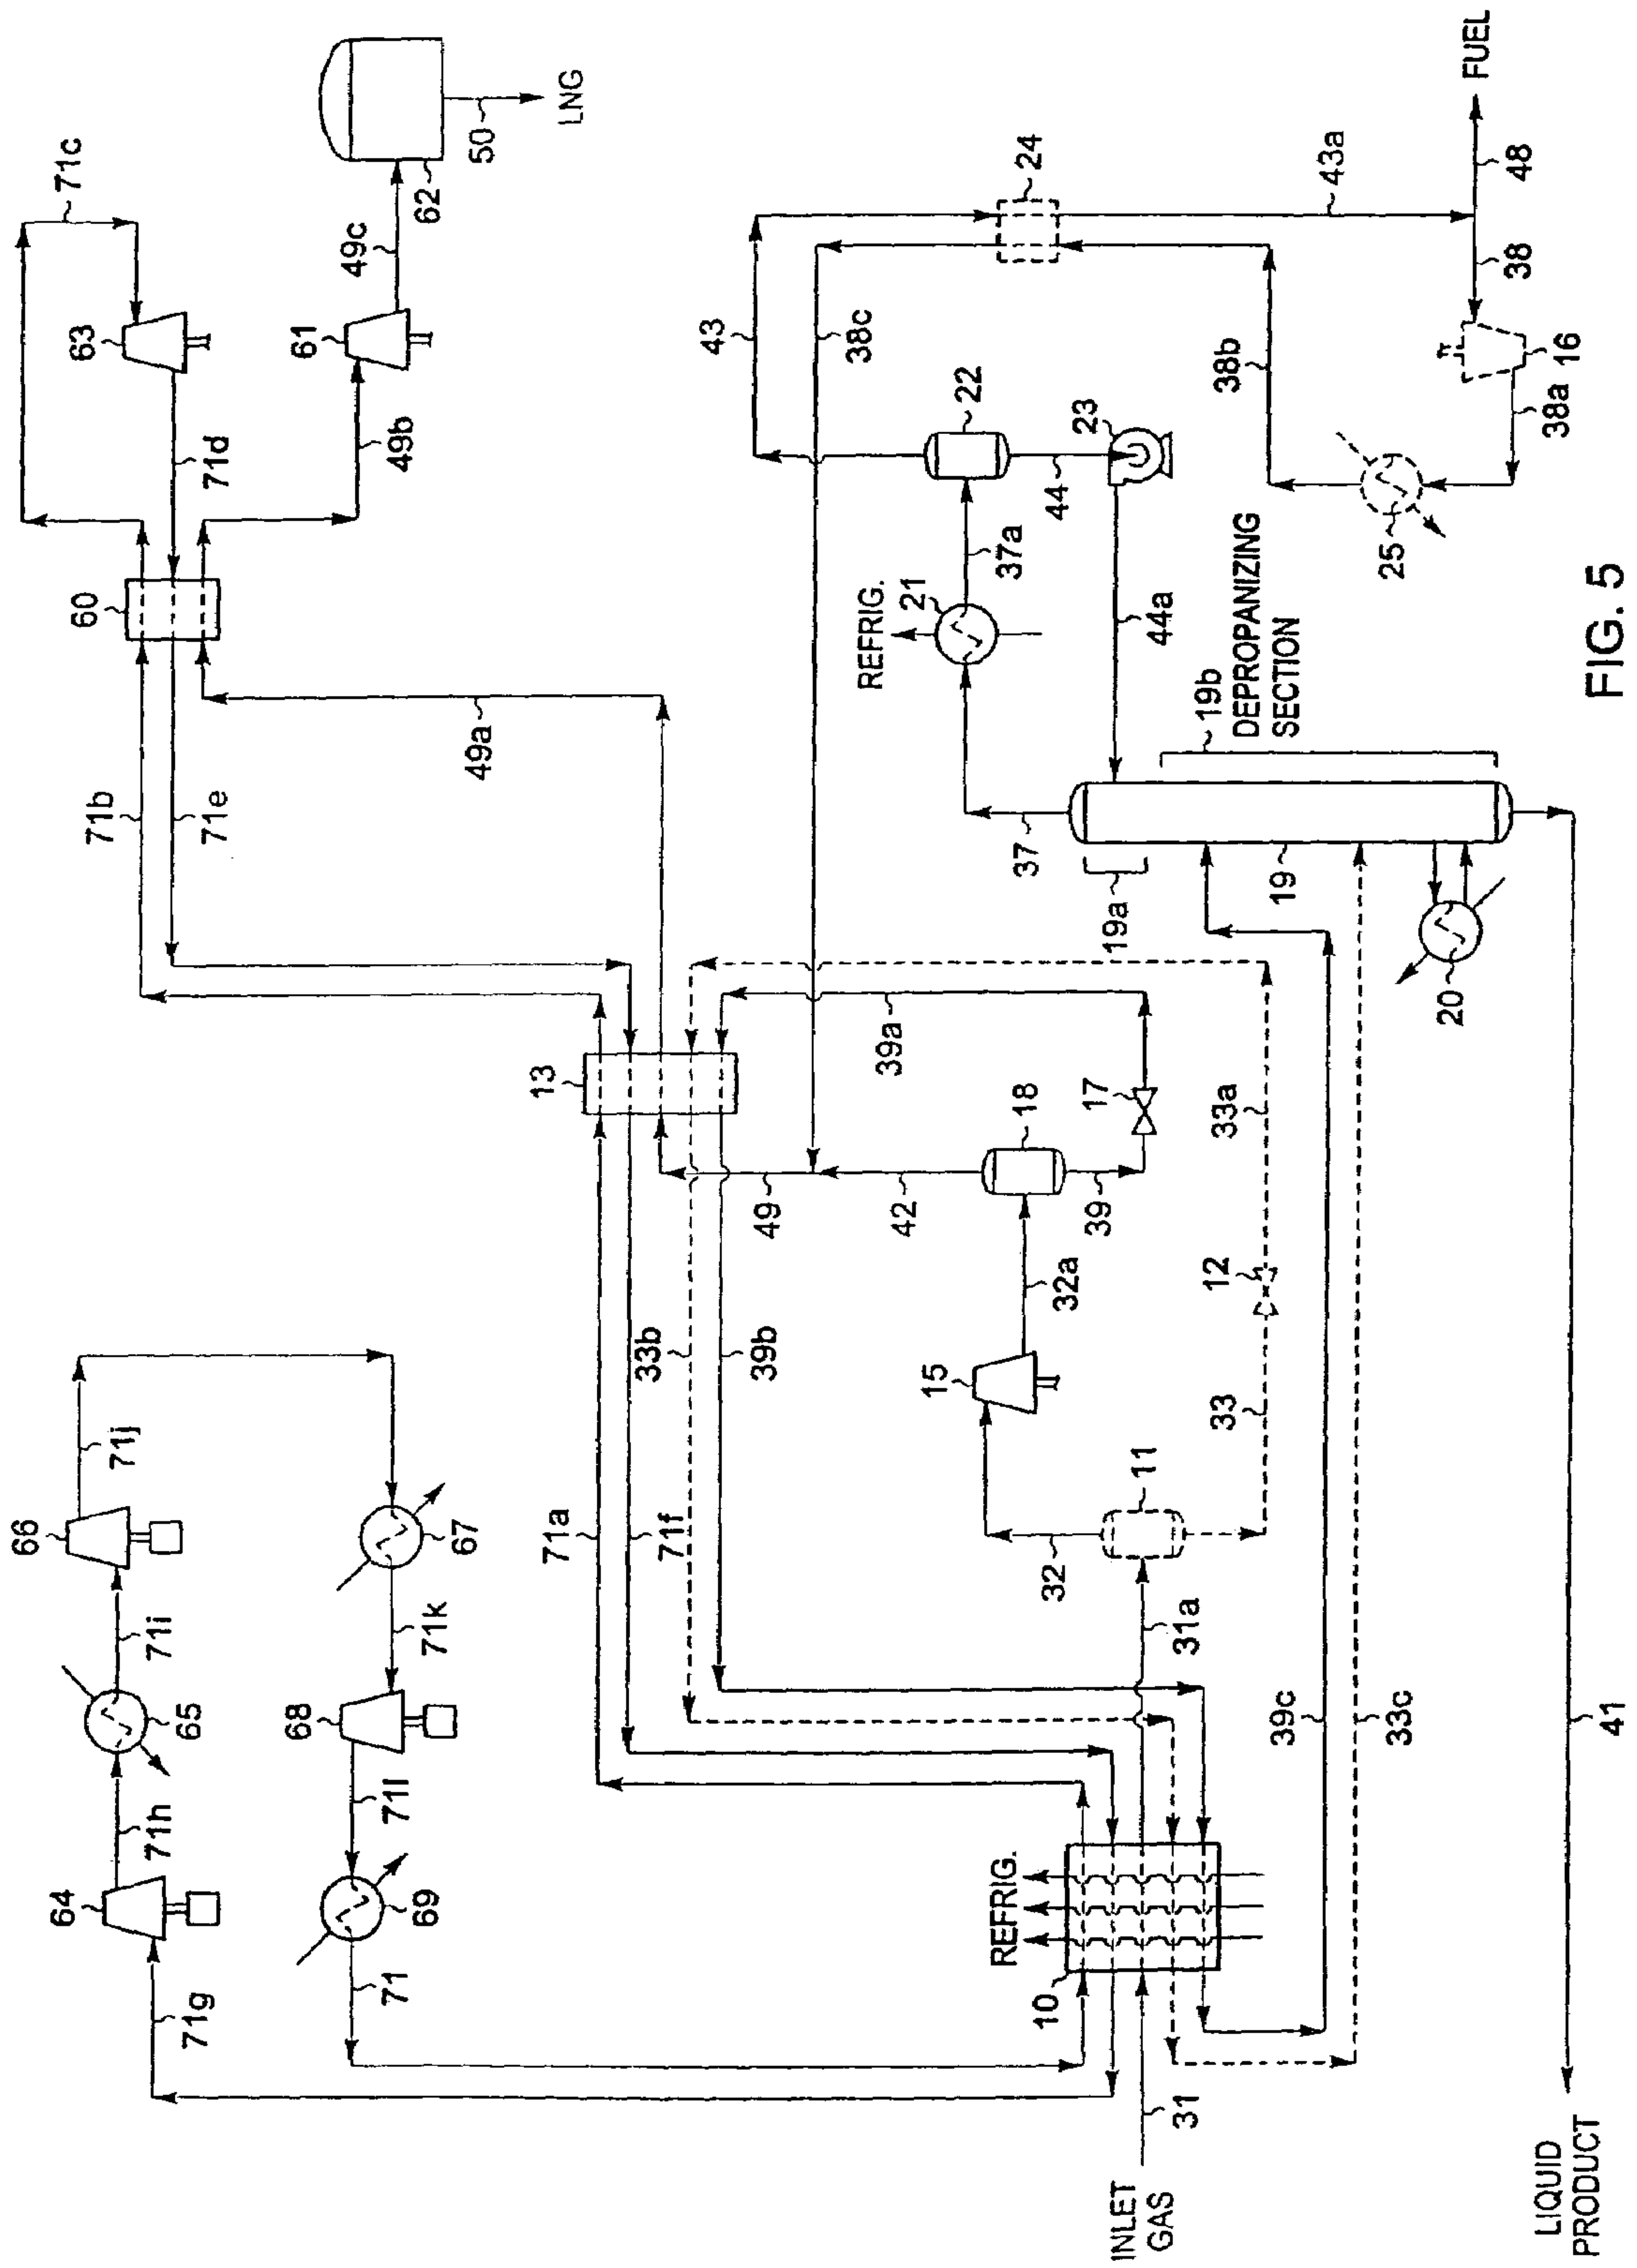 71c
63
71d
60
71b
71e
61
49b
49c
62
50
LNG
49a
66
71j
71i
65
67
71k
71h
64
68
71l
69
71g
71
13
71a
71f
33b
39b
43
38c
24
43a
FUEL
48
38
16
38a
38b
25
22
37a
23
44
REFRIG.
21
44a
37
19b
DEPROPANIZING
SECTION
19a
19
20
39a
18
17
49
42
39
32a
15
33a
12
33
11
32
31a
REFRIG.
10
39c
33c
41
INLET
GAS
31
LIQUID
PRODUCT
FIG. 5